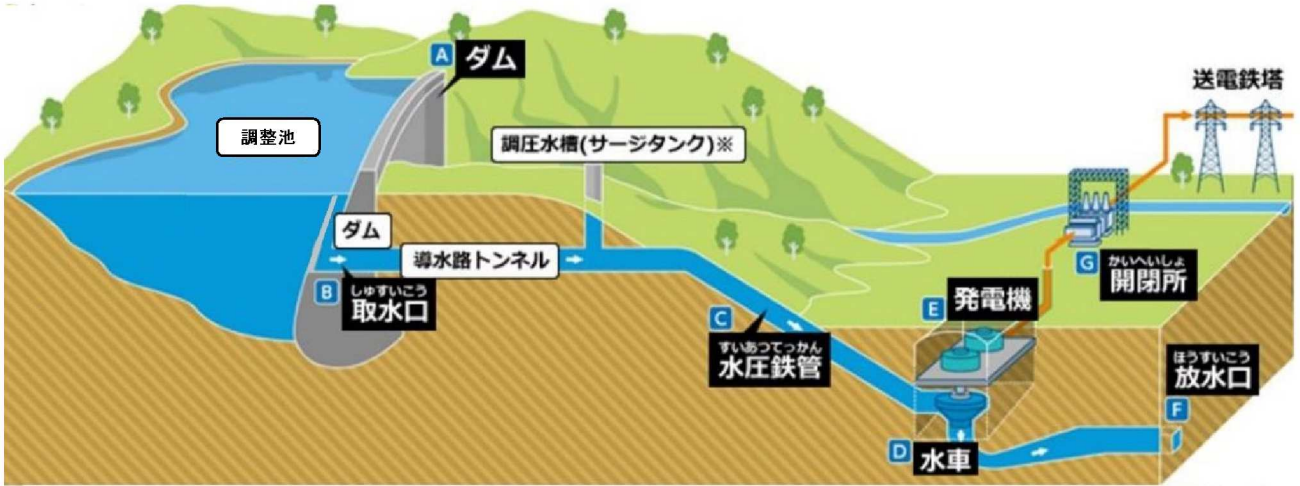 A ダム
送電鉄塔
調整池
調圧水槽(サージタンク)※
ダム
導水路トンネル
B しゅすいこう
取水口
G かいへいしょ
開閉所
E 発電機
C
すいあつてっかん
水圧鉄管
ほうすいこう
放水口
F
D 水車